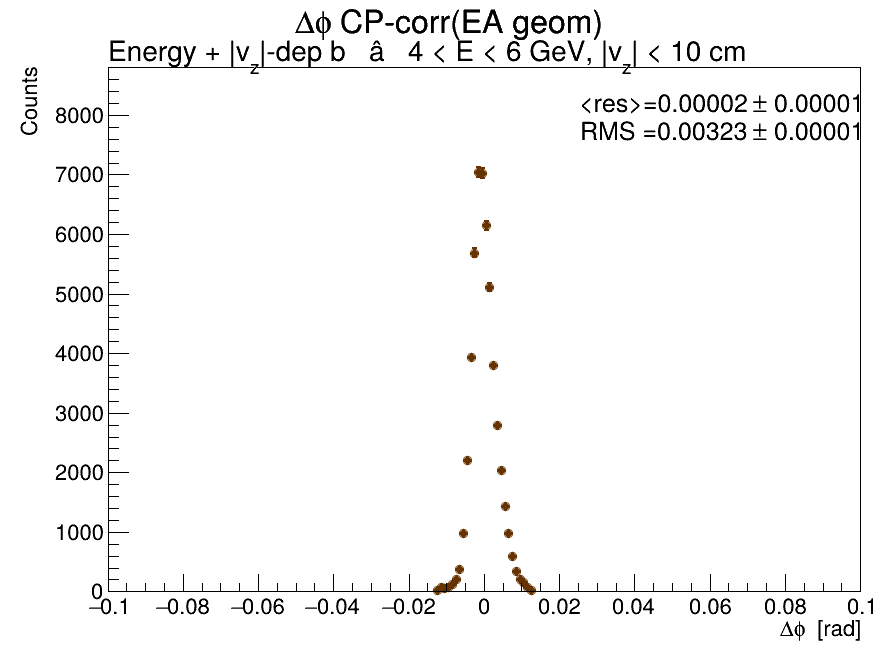 Δϕ CP-corr(EA geom)
Energy + |v_z|-dep b â 4 < E < 6 GeV, |v_z| < 10 cm
Counts
<res>=0.00002 ± 0.00001
RMS =0.00323 ± 0.00001
8000
7000
6000
5000
4000
3000
2000
1000
0
−0.1 −0.08 −0.06 −0.04 −0.02 0 0.02 0.04 0.06 0.08 0.1
Δϕ [rad]